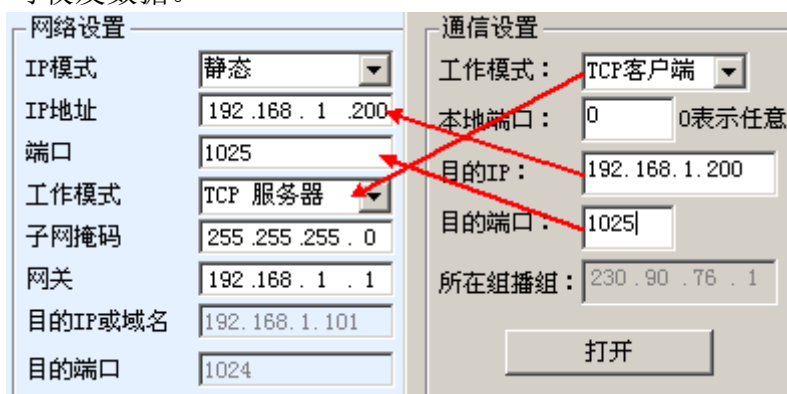 网络设置
IP模式 静态
IP地址 192 .168 . 1 .200
端口 1025
工作模式 TCP 服务器
子网掩码 255 .255 .255 . 0
网关 192 .168 . 1 . 1
目的IP或域名 192.168.1.101
目的端口 1024
通信设置
工作模式： TCP客户端
本地端口： 0 0表示任意
目的IP： 192.168.1.200
目的端口： 1025
所在组播组： 230 . 90 . 76 . 1
打开